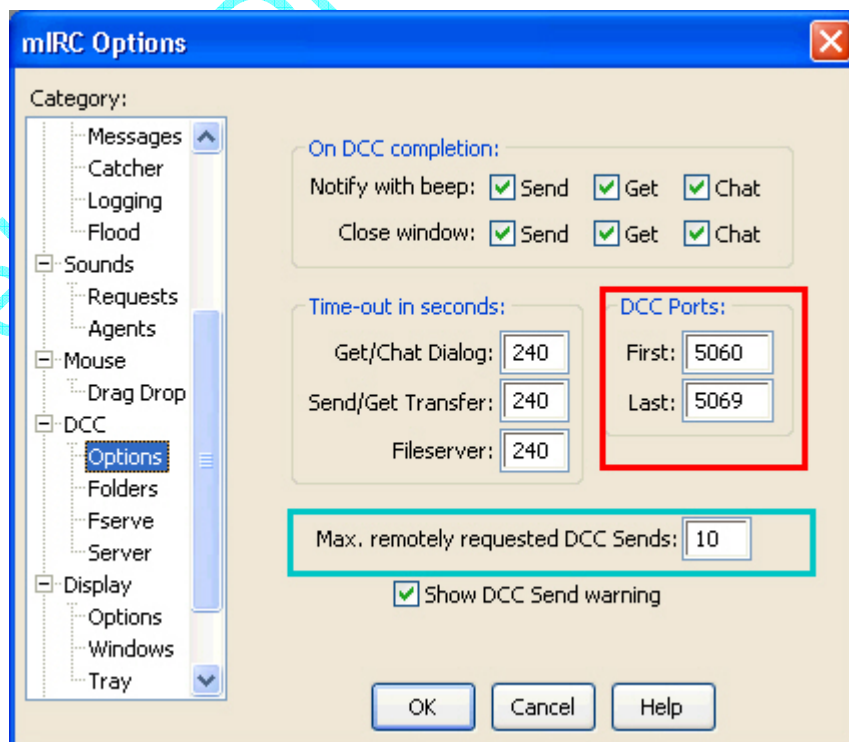 mIRC Options
Category:
Messages
Catcher
Logging
Flood
Sounds
Requests
Agents
Mouse
Drag Drop
DCC
Options
Folders
Fserve
Server
Display
Options
Windows
Tray
On DCC completion:
Notify with beep: Send Get Chat
Close window: Send Get Chat
Time-out in seconds:
Get/Chat Dialog: 240
Send/Get Transfer: 240
Fileserver: 240
DCC Ports:
First: 5060
Last: 5069
Max. remotely requested DCC Sends: 10
Show DCC Send warning
OK Cancel Help